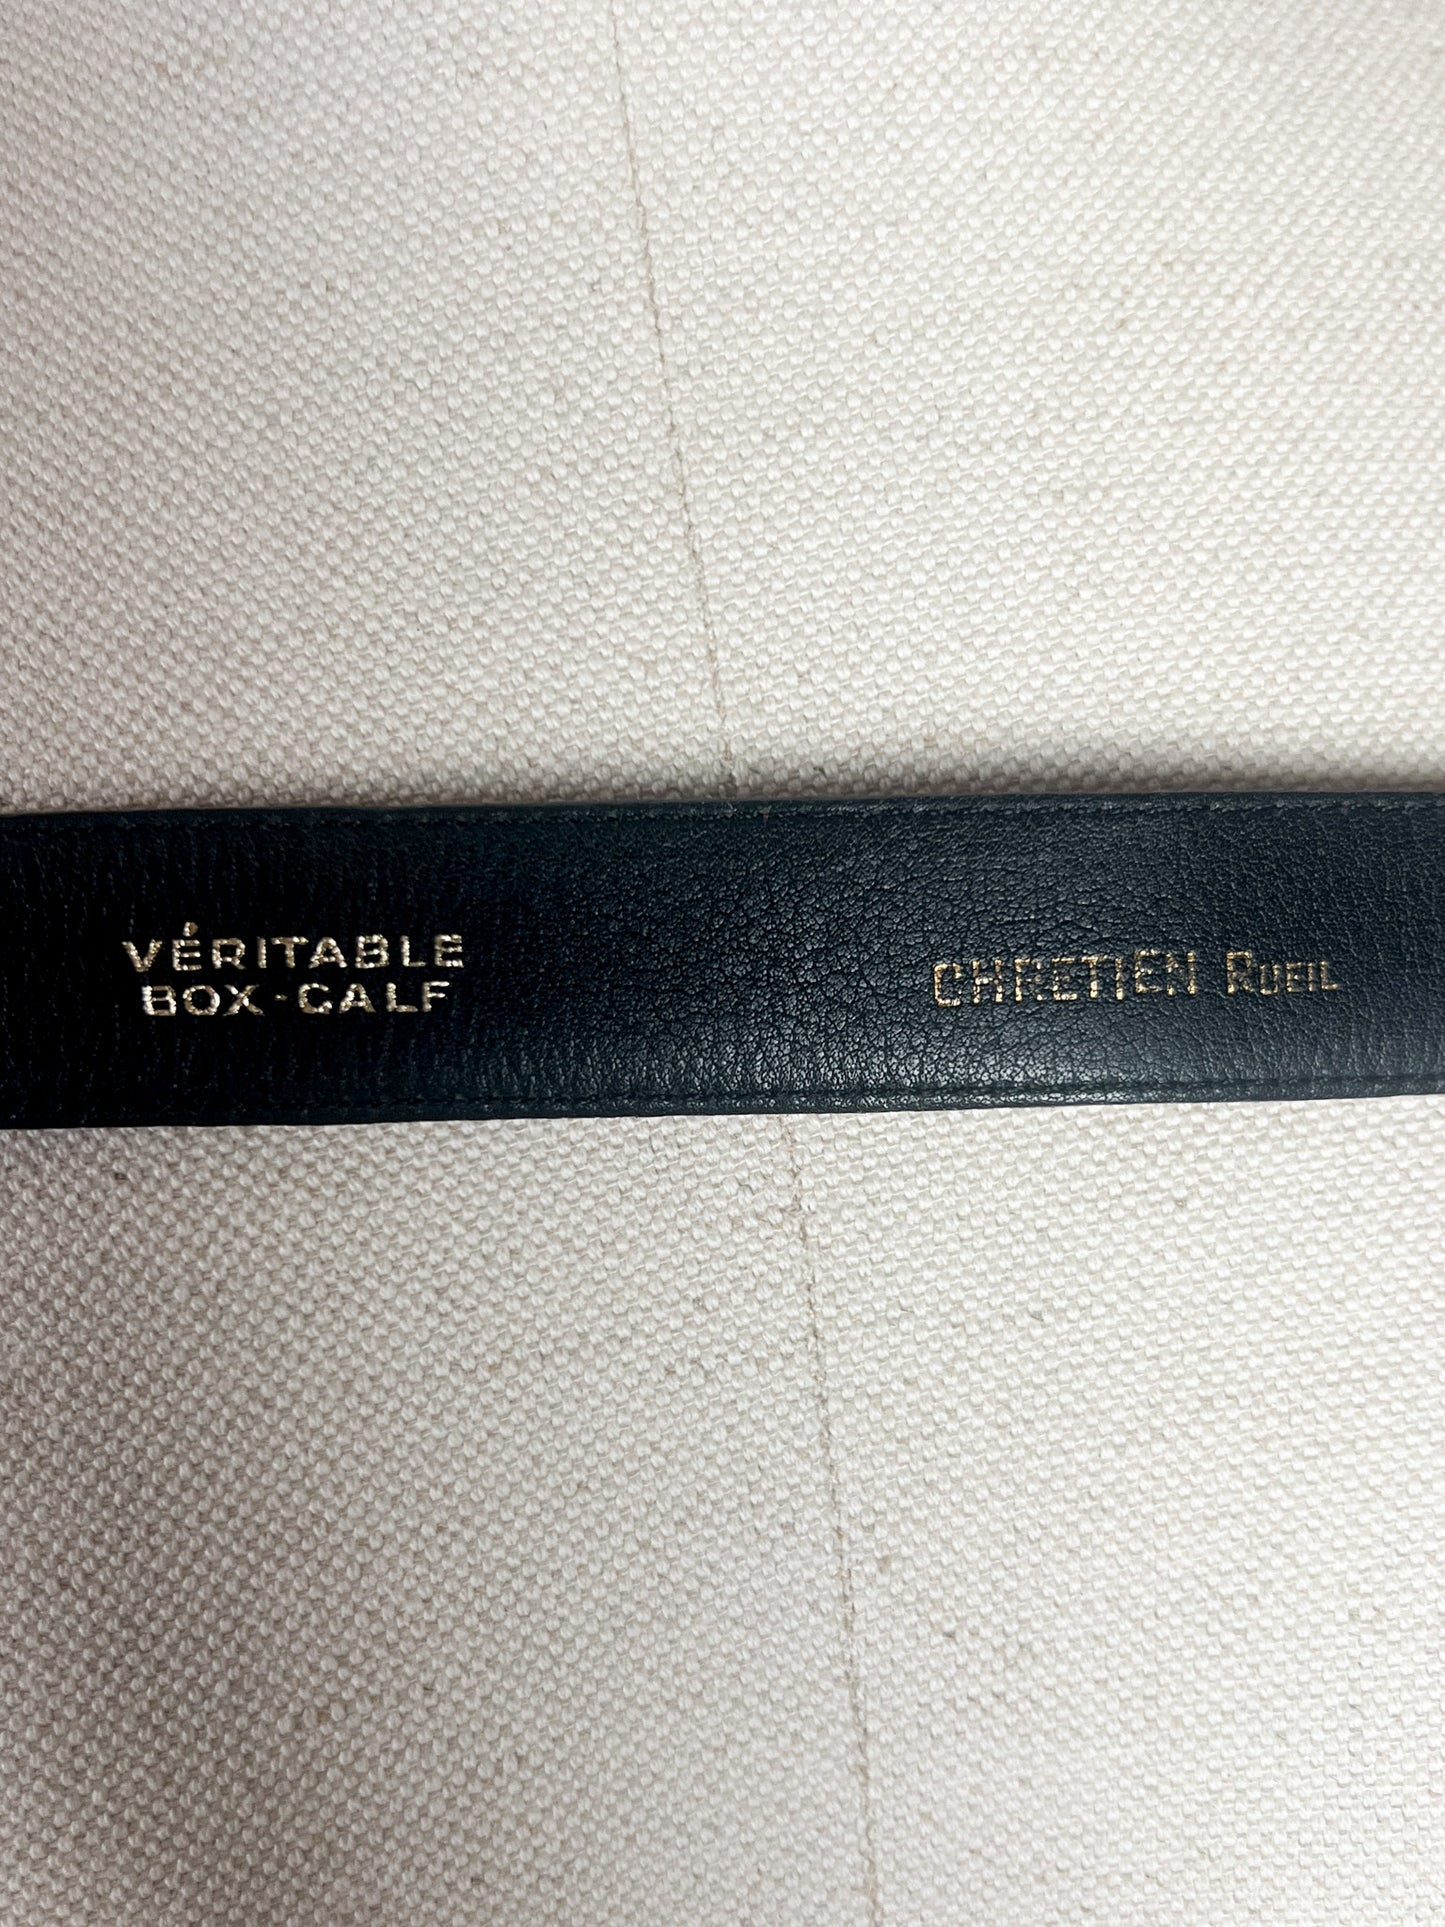 VÉRITABLE
BOX-CALF
CHRETIEN RUEIL